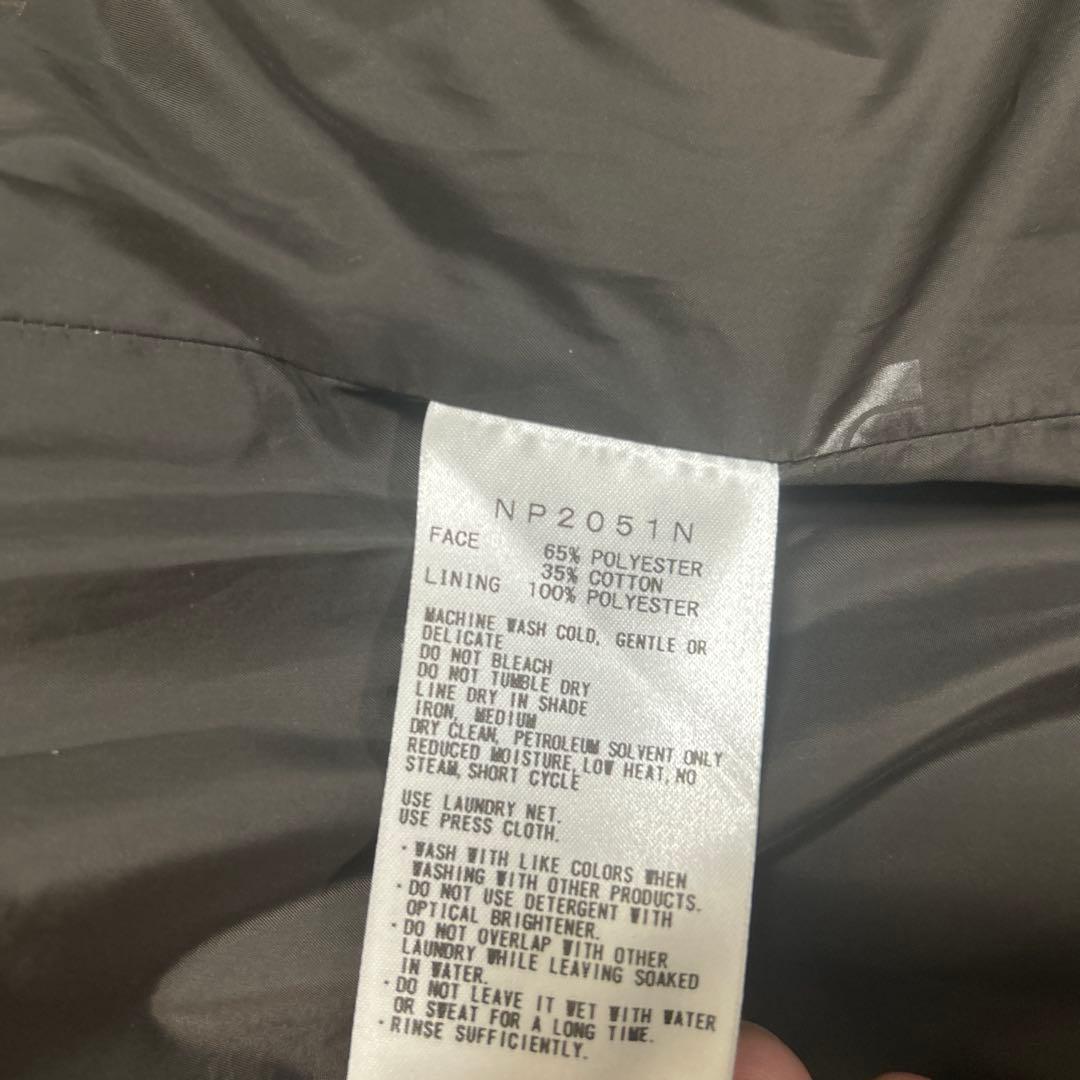 NP2051N
FACE 65% POLYESTER
35% COTTON
LINING 100% POLYESTER
MACHINE WASH COLD, GENTLE OR
DELICATE
DO NOT BLEACH
DO NOT TUMBLE DRY
LINE DRY IN SHADE
IRON, MEDIUM
DRY CLEAN, PETROLEUM SOLVENT ONLY
REDUCED MOISTURE, LOW HEAT, NO
STEAM, SHORT CYCLE
USE LAUNDRY NET.
USE PRESS CLOTH.
・WASH WITH LIKE COLORS WHEN
WASHING WITH OTHER PRODUCTS.
・DO NOT USE DETERGENT WITH
OPTICAL BRIGHTENER.
・DO NOT OVERLAP WITH OTHER
LAUNDRY WHILE LEAVING SOAKED
IN WATER.
・DO NOT LEAVE IT WET WITH WATER
OR SWEAT FOR A LONG TIME.
・RINSE SUFFICIENTLY.